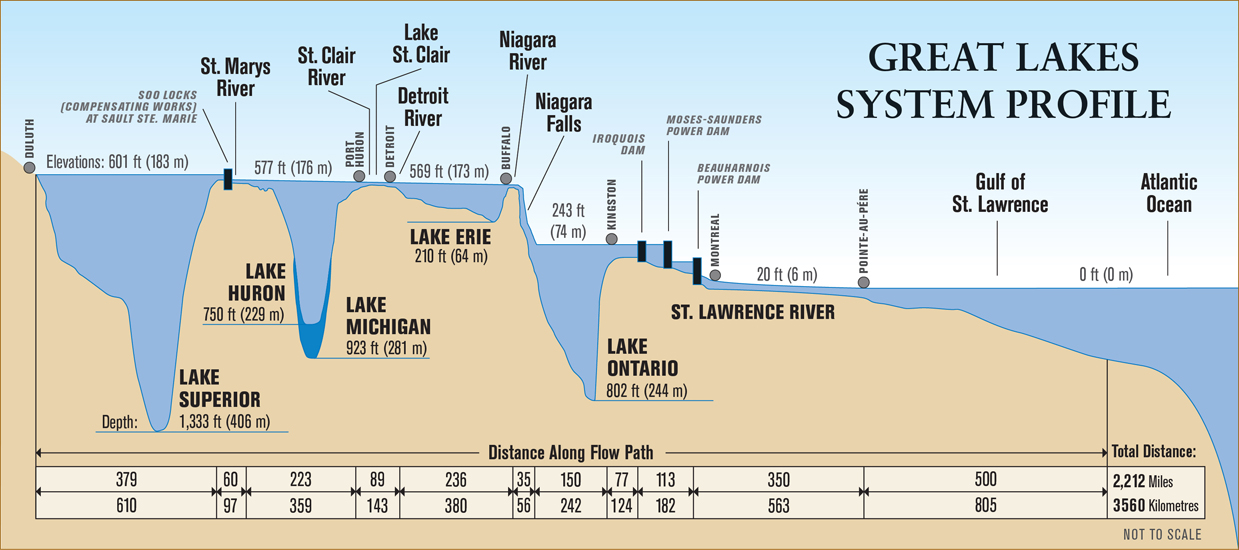 GREAT LAKES
SYSTEM PROFILE
DULUTH
SOO LOCKS
(COMPENSATING WORKS)
AT SAULT STE. MARIE
St. Marys
River
St. Clair
River
Lake
St. Clair
Detroit
River
Niagara
River
Niagara
Falls
PORT
HURON
DETROIT
BUFFALO
IROQUOIS
DAM
MOSES-SAUNDERS
POWER DAM
BEAUHARNOIS
POWER DAM
KINGSTON
MONTREAL
POINTE-AU-PÉRE
Gulf of
St. Lawrence
Atlantic
Ocean
Elevations: 601 ft (183 m)
577 ft (176 m)
569 ft (173 m)
243 ft
(74 m)
20 ft (6 m)
0 ft (0 m)
LAKE ERIE
210 ft (64 m)
LAKE
HURON
750 ft (229 m)
LAKE
MICHIGAN
923 ft (281 m)
ST. LAWRENCE RIVER
LAKE
ONTARIO
802 ft (244 m)
LAKE
SUPERIOR
Depth: 1,333 ft (406 m)
Distance Along Flow Path
Total Distance:
379 60 223 89 236 35 150 77 113 350 500 2,212 Miles
610 97 359 143 380 56 242 124 182 563 805 3560 Kilometres
NOT TO SCALE